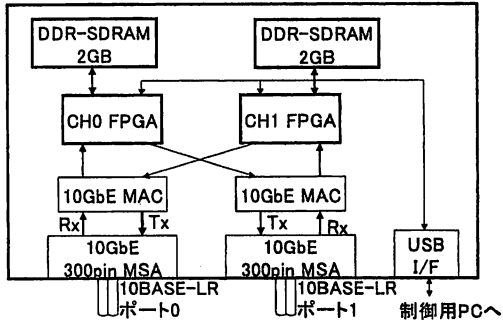 DDR-SDRAM
2GB
DDR-SDRAM
2GB
CH0 FPGA
CH1 FPGA
10GbE MAC
10GbE MAC
Rx
Tx
Tx
Rx
10GbE
300pin MSA
10GbE
300pin MSA
USB
I/F
10BASE-LR
ポート0
10BASE-LR
ポート1
制御用PCへ